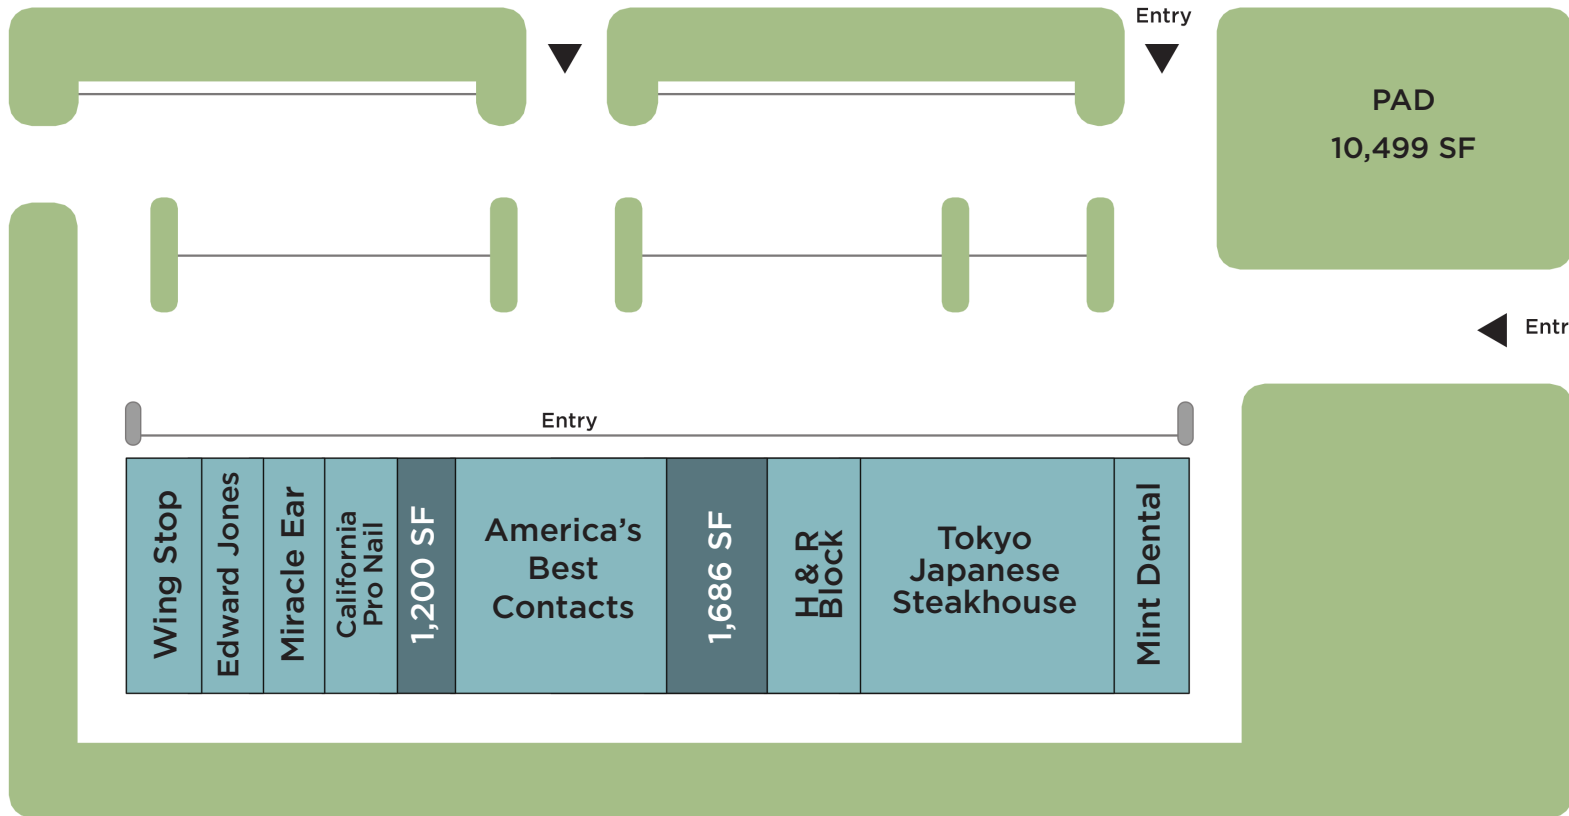 Entry
PAD
10,499 SF
Entr
Entry
Wing Stop
Edward Jones
Miracle Ear
California
Pro Nail
1,200 SF
America's
Best
Contacts
1,686 SF
H & R
Block
Tokyo
Japanese
Steakhouse
Mint Dental